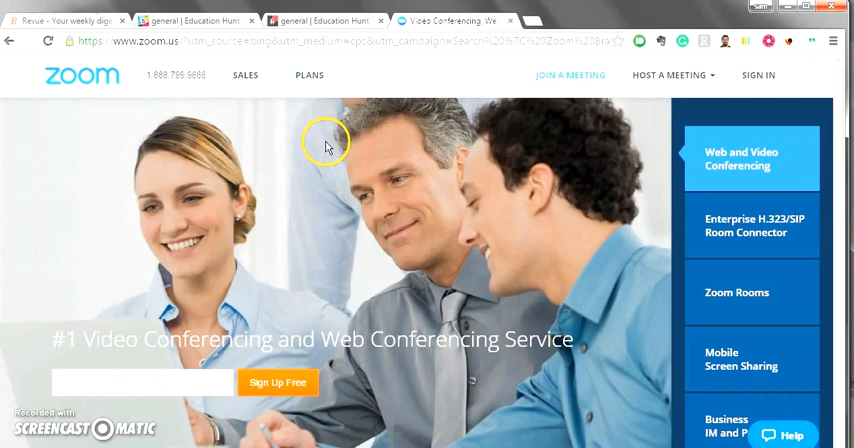 Sam
Revue - Your weekly dige
general | Education Hunt
general | Education Hunt
Video Conferencing, We
https://www.zoom.us/?utm_source=bing&utm_medium=cpc&utm_campaign=Search%20%7C%20Zoom%20Bra
zoom
1.888.799.9666
SALES
PLANS
JOIN A MEETING
HOST A MEETING
SIGN IN
Web and Video
Conferencing
Enterprise H.323/SIP
Room Connector
Zoom Rooms
Mobile
Screen Sharing
Business
IM and P
#1 Video Conferencing and Web Conferencing Service
Sign Up Free
Help
Recorded with
SCREENCAST-O-MATIC